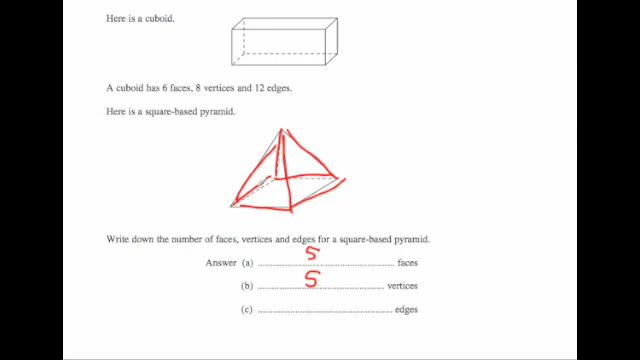 Here is a cuboid.
A cuboid has 6 faces, 8 vertices and 12 edges.
Here is a square-based pyramid.
Write down the number of faces, vertices and edges for a square-based pyramid.
Answer (a) ........5........ faces
(b) ........5........ vertices
(c) ................ edges